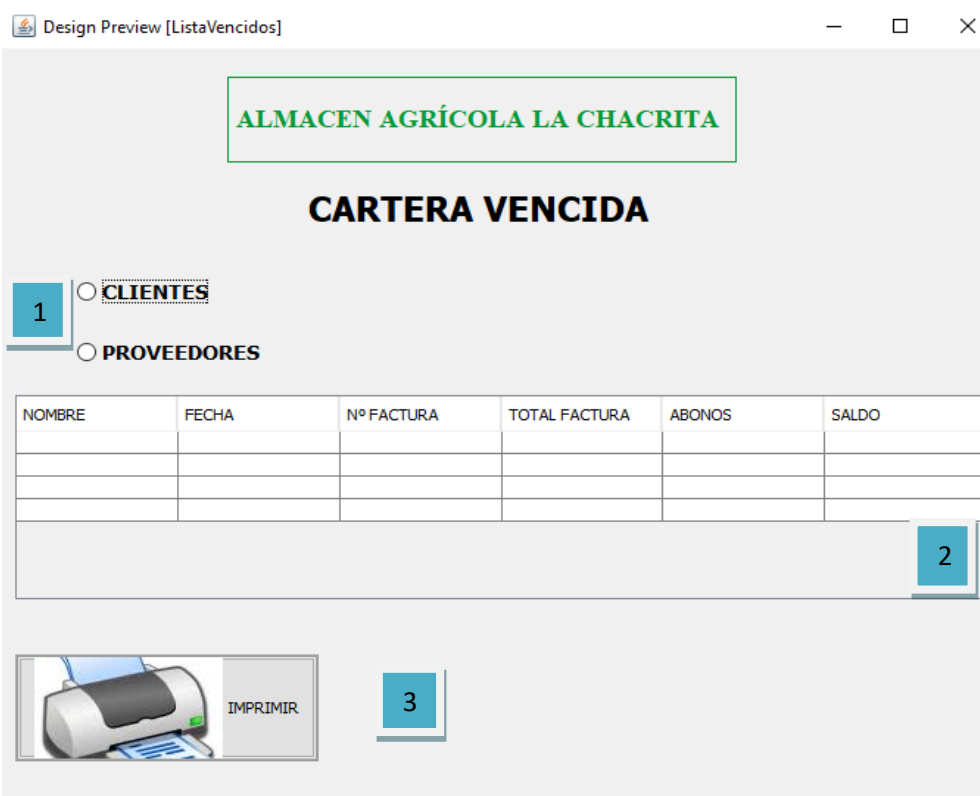 Design Preview [ListaVencidos]
ALMACEN AGRÍCOLA LA CHACRITA
CARTERA VENCIDA
CLIENTES
1
PROVEEDORES
NOMBRE FECHA Nº FACTURA TOTAL FACTURA ABONOS SALDO
2
IMPRIMIR
3